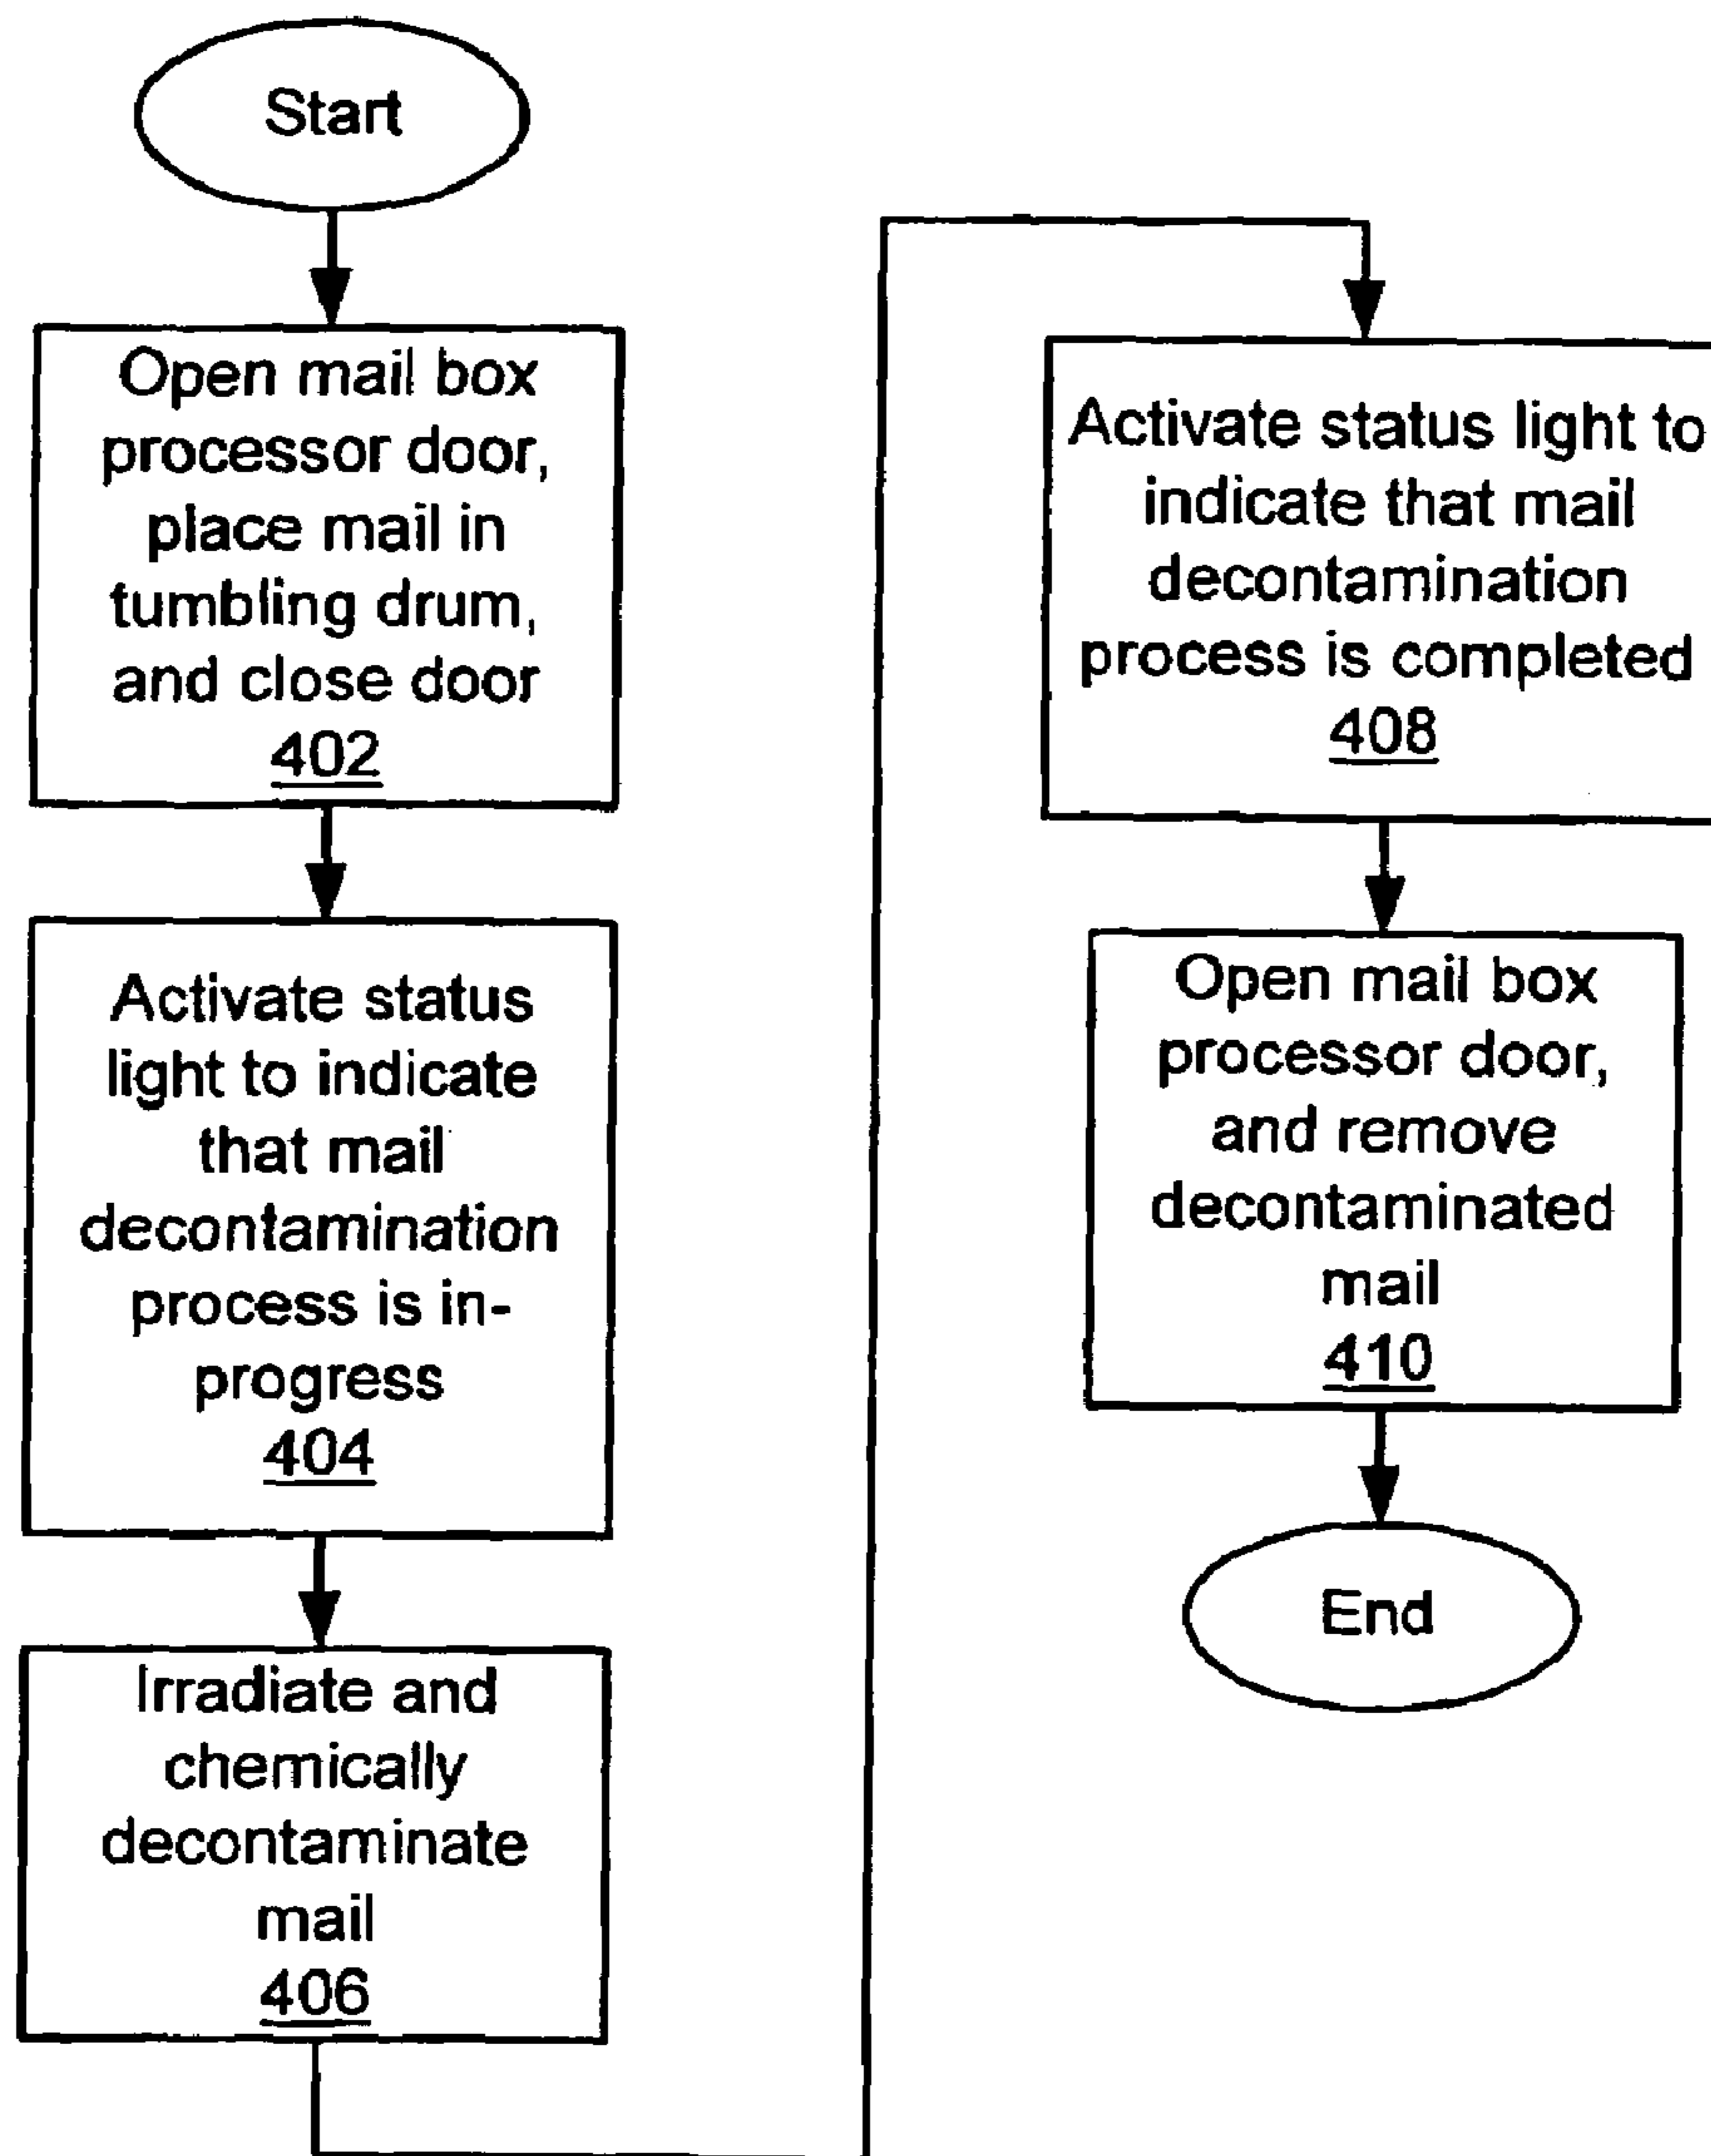 Start
Open mail box
processor door,
place mail in
tumbling drum,
and close door
402
Activate status
light to indicate
that mail
decontamination
process is in-
progress
404
Irradiate and
chemically
decontaminate
mail
406
Activate status light to
indicate that mail
decontamination
process is completed
408
Open mail box
processor door,
and remove
decontaminated
mail
410
End